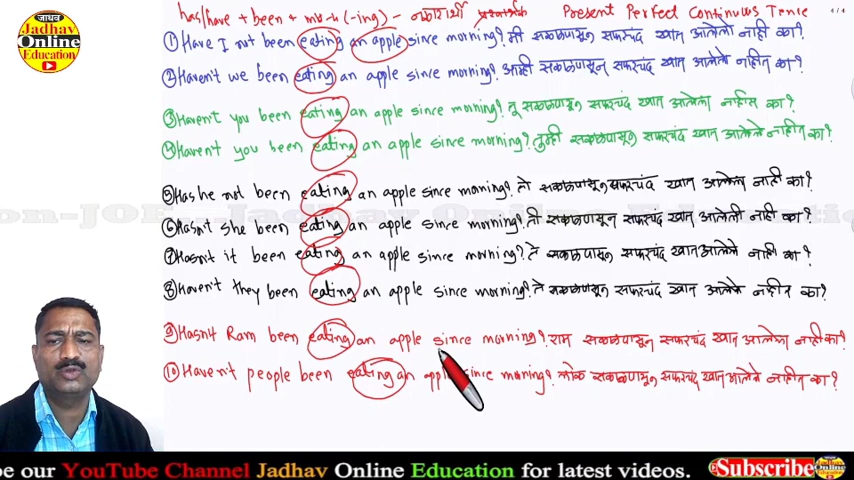 जाधव
Jadhav
Online
Education
has/have + been + mv-4 (-ing) - नकारार्थी प्रश्नार्थक Present Perfect Continuous Tense
① Have I not been eating an apple since morning? मी सकाळपासून सफरचंद खात आलेलो नाही का?
② Haven't we been eating an apple since morning? आम्ही सकाळपासून सफरचंद खात आलेलो नाहीत का?
③ Haven't you been eating an apple since morning? तू सकाळपासून सफरचंद खात आलेला नाहीस का?
④ Haven't you been eating an apple since morning? तुम्ही सकाळपासून सफरचंद खात आलेले नाहीत का?
⑤ Has he not been eating an apple since morning? तो सकाळपासून सफरचंद खात आलेला नाही का?
⑥ Hasn't she been eating an apple since morning? ती सकाळपासून सफरचंद खात आलेली नाही का?
⑦ Hasn't it been eating an apple since morning? ते सकाळपासून सफरचंद खात आलेले नाही का?
⑧ Haven't they been eating an apple since morning? ते सकाळपासून सफरचंद खात आलेले नाहीत का?
⑨ Hasn't Ram been eating an apple since morning? राम सकाळपासून सफरचंद खात आलेला नाही का?
⑩ Haven't people been eating an apple since morning? लोक सकाळपासून सफरचंद खात आलेले नाहीत का?
be our YouTube Channel Jadhav Online Education for latest videos.
Subscribe